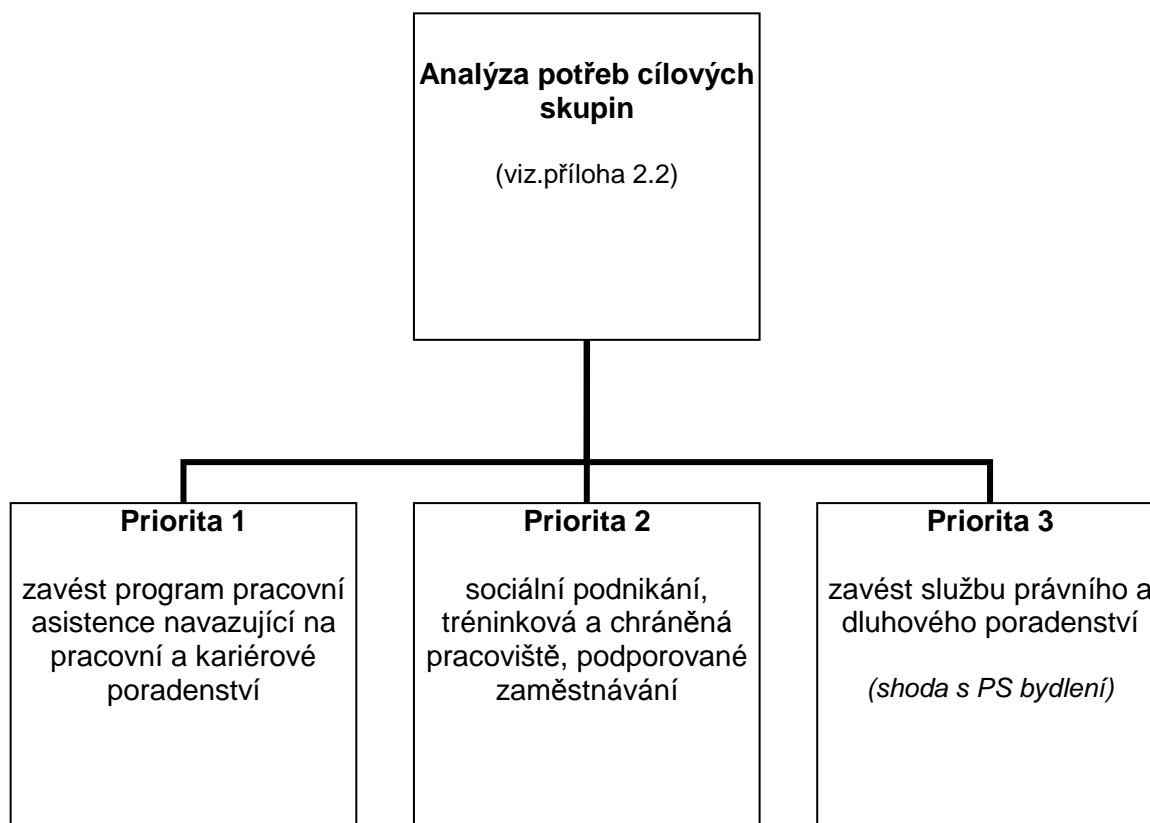 Analýza potřeb cílových
skupin
(viz.příloha 2.2)
Priorita 1
zavést program pracovní
asistence navazující na
pracovní a kariérové
poradenství
Priorita 2
sociální podnikání,
tréninková a chráněná
pracoviště, podporované
zaměstnávání
Priorita 3
zavést službu právního a
dluhového poradenství
(shoda s PS bydlení)